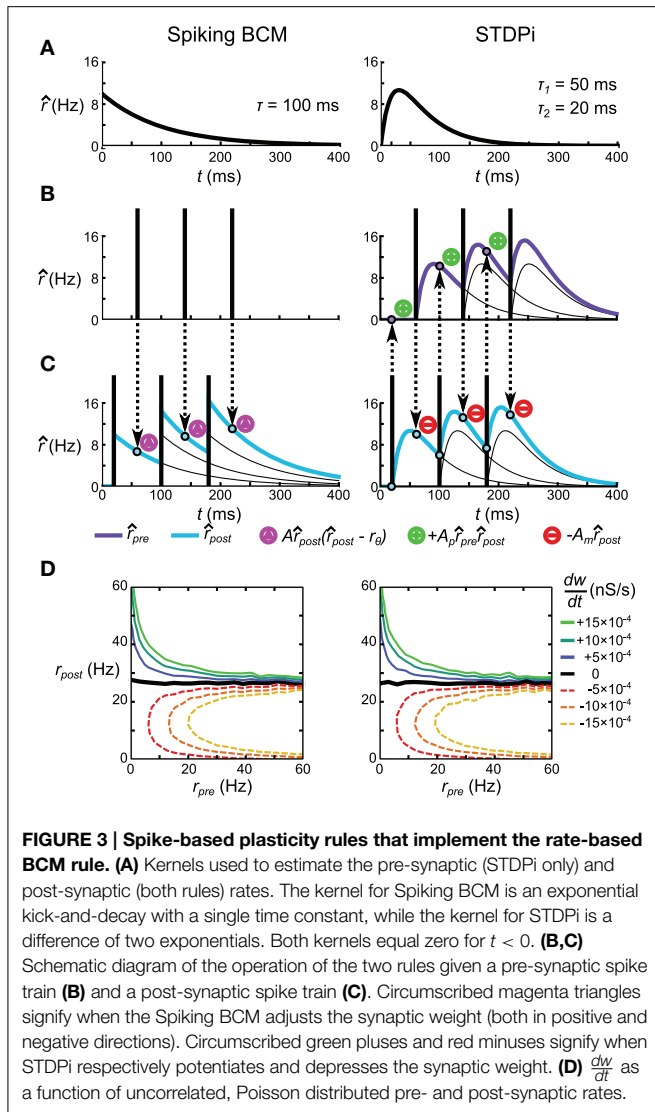 Spiking BCM
STDPi
A
r̂(Hz)
16
8
0
τ = 100 ms
0 100 200 300 400
t (ms)
τ₁ = 50 ms
τ₂ = 20 ms
0 100 200 300 400
t (ms)
B
r̂(Hz)
16
8
0
0 100 200 300 400
t (ms)
16
8
0
0 100 200 300 400
t (ms)
C
r̂(Hz)
16
8
0
0 100 200 300 400
t (ms)
16
8
0
0 100 200 300 400
t (ms)
r̂pre r̂post Ar̂post(r̂post - rθ) +Apr̂prer̂post -Amr̂post
D
rpost (Hz)
60
40
20
0
0 20 40 60
rpre (Hz)
60
40
20
0
0 20 40 60
rpre (Hz)
dw/dt (nS/s)
+15×10⁻⁴
+10×10⁻⁴
+5×10⁻⁴
0
-5×10⁻⁴
-10×10⁻⁴
-15×10⁻⁴
FIGURE 3 | Spike-based plasticity rules that implement the rate-based
BCM rule. (A) Kernels used to estimate the pre-synaptic (STDPi only) and
post-synaptic (both rules) rates. The kernel for Spiking BCM is an exponential
kick-and-decay with a single time constant, while the kernel for STDPi is a
difference of two exponentials. Both kernels equal zero for t < 0. (B,C)
Schematic diagram of the operation of the two rules given a pre-synaptic spike
train (B) and a post-synaptic spike train (C). Circumscribed magenta triangles
signify when the Spiking BCM adjusts the synaptic weight (both in positive and
negative directions). Circumscribed green pluses and red minuses signify when
STDPi respectively potentiates and depresses the synaptic weight. (D) dw/dt as
a function of uncorrelated, Poisson distributed pre- and post-synaptic rates.